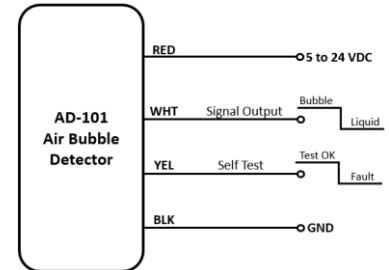 RED
5 to 24 VDC
Bubble
WHT Signal Output
Liquid
AD-101
Air Bubble
Detector
Test OK
YEL Self Test
Fault
BLK
GND